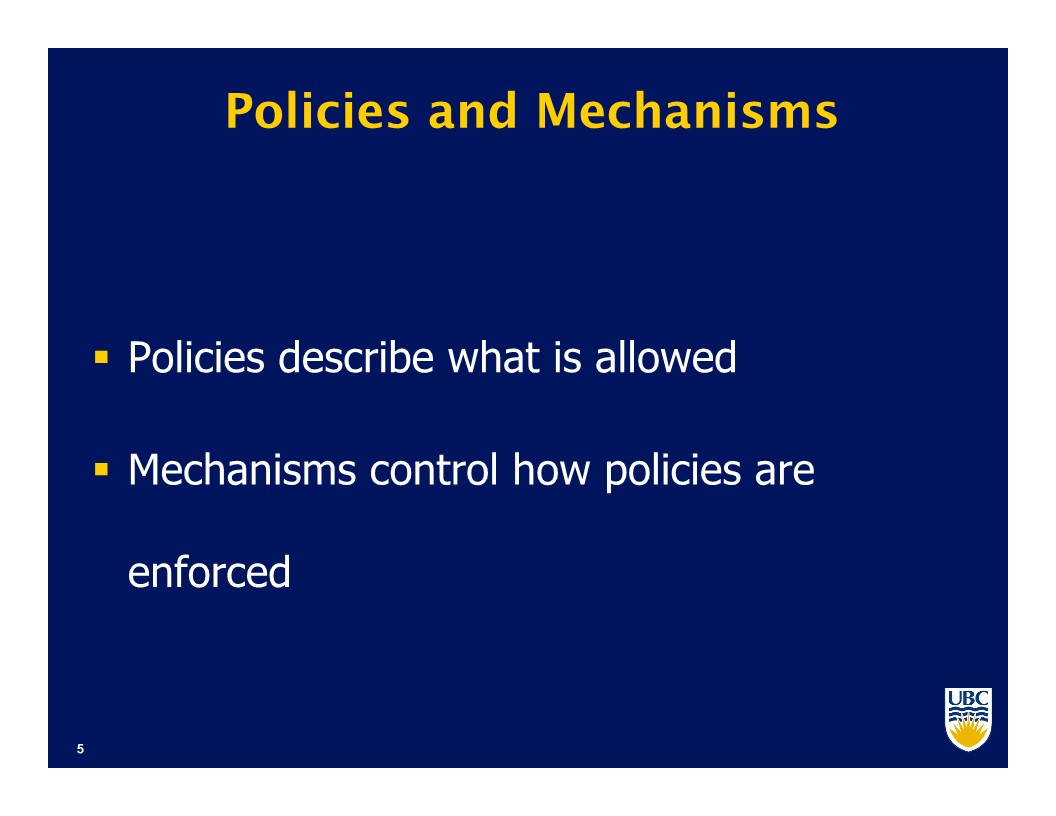 Policies and Mechanisms
▪ Policies describe what is allowed
▪ Mechanisms control how policies are
enforced
UBC
5